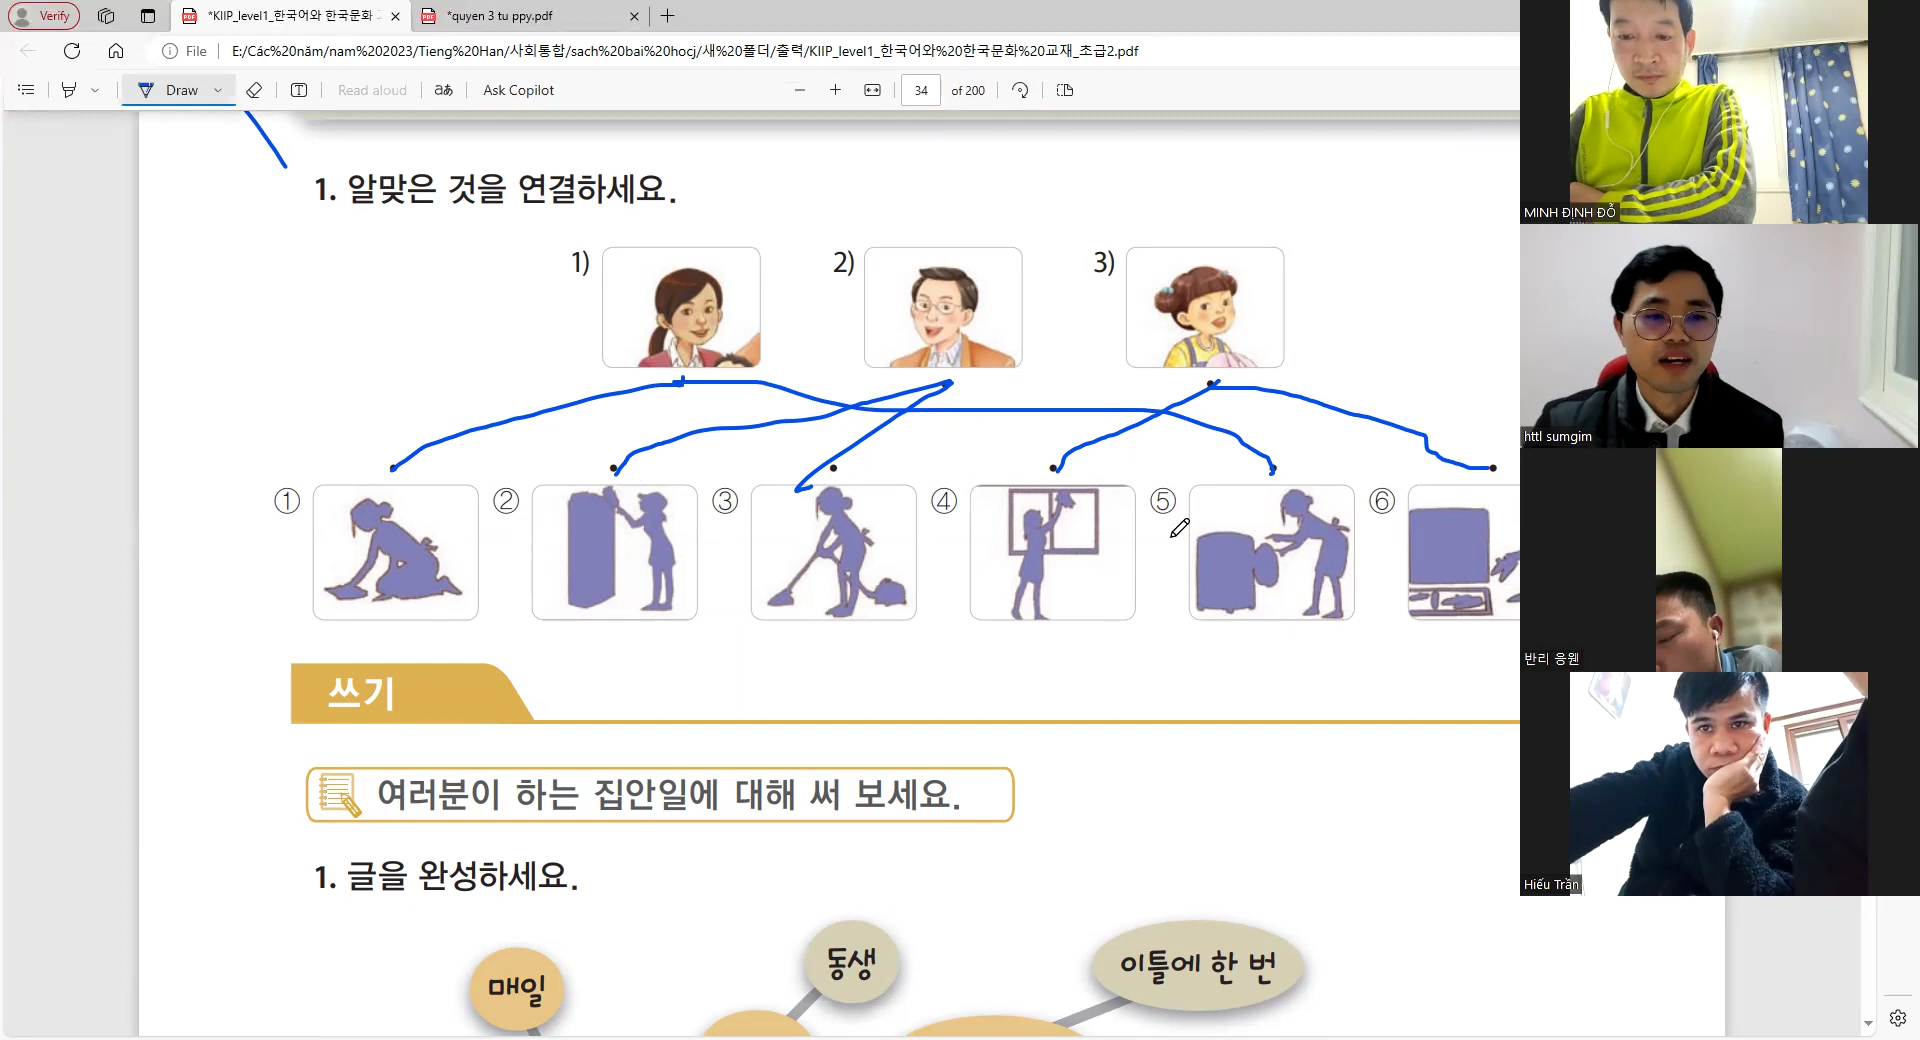 Verify
*KIIP_level1_한국어와 한국문화
*quyen 3 tu ppy.pdf
File
E:/Các%20năm/nam%202023/Tieng%20Han/사회통합/sach%20bai%20hocj/새%20폴더/출력/KIIP_level1_한국어와%20한국문화%20교재_초급2.pdf
Draw
Read aloud
aあ
Ask Copilot
34 of 200
1. 알맞은 것을 연결하세요.
1) 2) 3)
① ② ③ ④ ⑤ ⑥
쓰기
여러분이 하는 집안일에 대해 써 보세요.
1. 글을 완성하세요.
매일
동생
이틀에 한 번
MINH ĐỊNH ĐỖ
httl sumgim
반리 응웬
Hiếu Trần